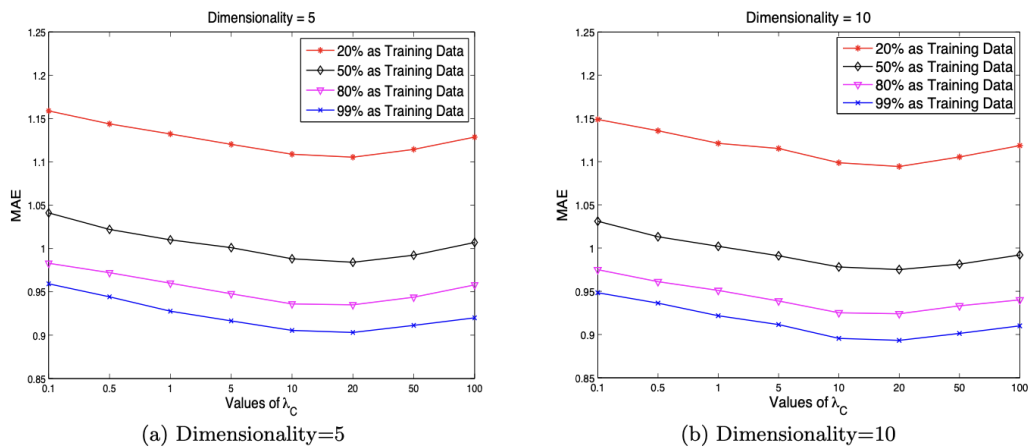 Dimensionality = 5
1.25
1.2
1.15
1.1
1.05
1
0.95
0.9
0.85
MAE
20% as Training Data
50% as Training Data
80% as Training Data
99% as Training Data
0.1 0.5 1 5 10 20 50 100
Values of λC
(a) Dimensionality=5
Dimensionality = 10
1.25
1.2
1.15
1.1
1.05
1
0.95
0.9
0.85
MAE
20% as Training Data
50% as Training Data
80% as Training Data
99% as Training Data
0.1 0.5 1 5 10 20 50 100
Values of λC
(b) Dimensionality=10